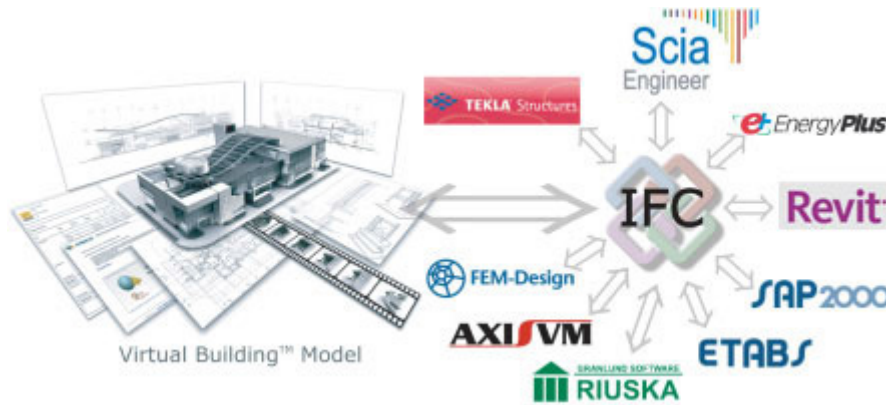 Scia
Engineer
TEKLA Structures
EnergyPlus
IFC
Revit
FEM-Design
SAP2000
AXISVM
ETABS
GRANLUND SOFTWARE
RIUSKA
Virtual Building™ Model